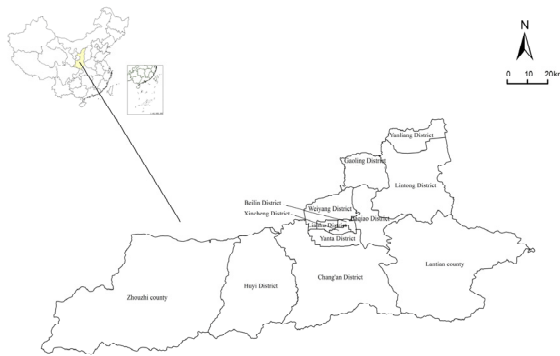 N
0 10 20km
Yanliang District
Gaoling District
Lintong District
Beilin District
Weiyang District
Xincheng District
Baqiao District
Yanta District
Lantian county
Chang'an District
Huyi District
Zhouzhi county